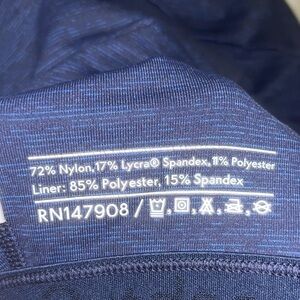 72% Nylon, 17% Lycra® Spandex, 11% Polyester
Liner: 85% Polyester, 15% Spandex
RN147908 /